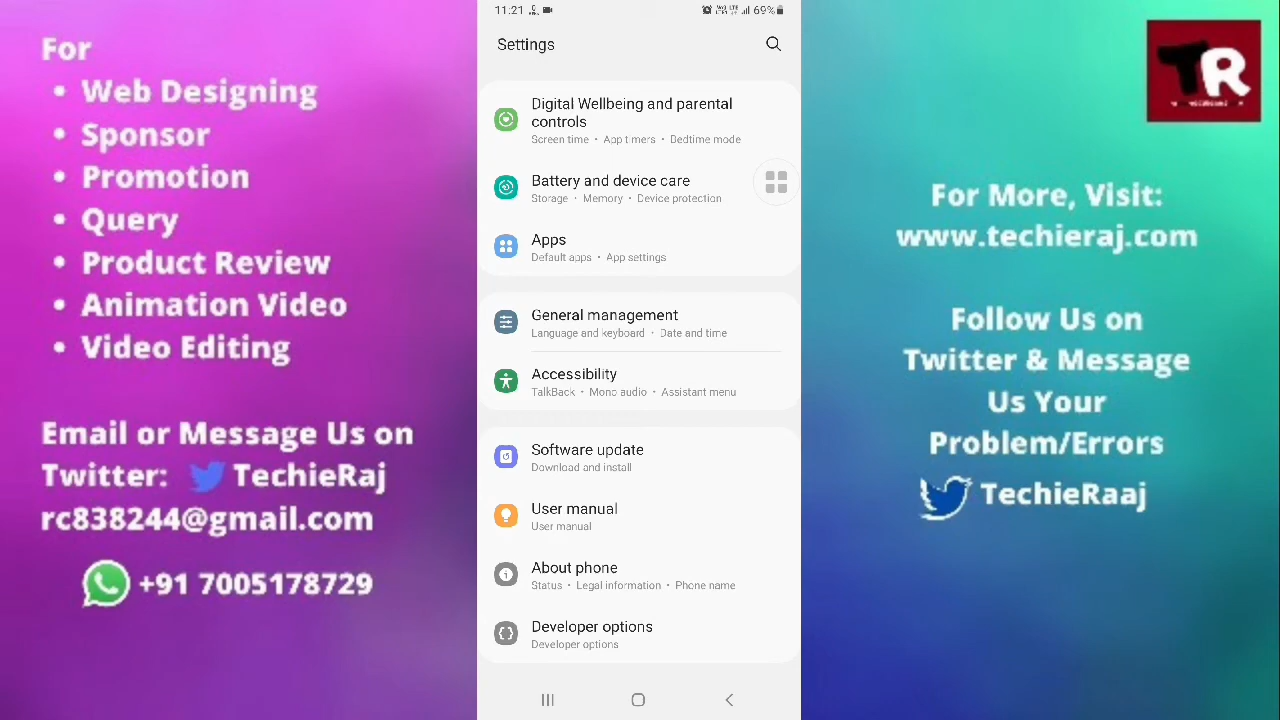 For
• Web Designing
• Sponsor
• Promotion
• Query
• Product Review
• Animation Video
• Video Editing
Email or Message Us on
Twitter: TechieRaj
rc838244@gmail.com
+91 7005178729
11:21
69%
Settings
Digital Wellbeing and parental
controls
Screen time • App timers • Bedtime mode
Battery and device care
Storage • Memory • Device protection
Apps
Default apps • App settings
General management
Language and keyboard • Date and time
Accessibility
TalkBack • Mono audio • Assistant menu
Software update
Download and install
User manual
User manual
About phone
Status • Legal information • Phone name
Developer options
Developer options
TR
For More, Visit:
www.techieraj.com
Follow Us on
Twitter & Message
Us Your
Problem/Errors
TechieRaaj